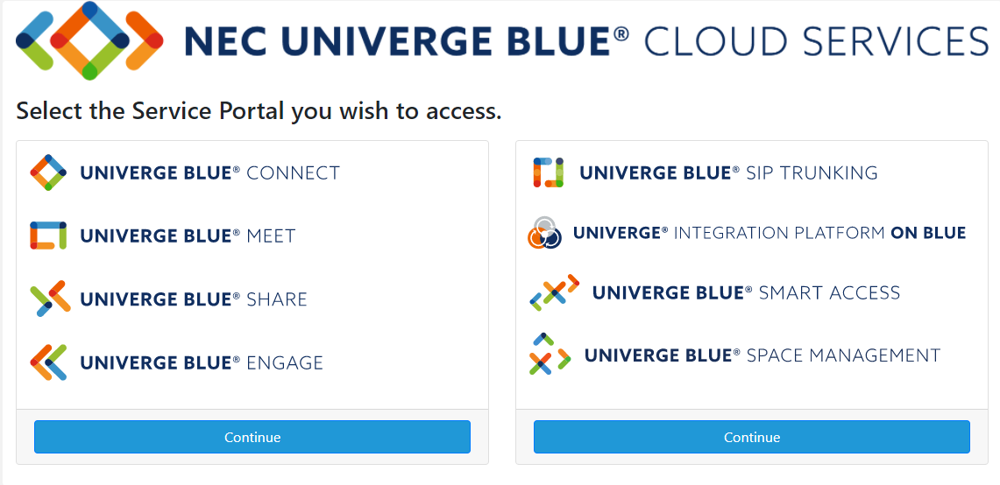 NEC UNIVERGE BLUE® CLOUD SERVICES
Select the Service Portal you wish to access.
UNIVERGE BLUE® CONNECT
UNIVERGE BLUE® MEET
UNIVERGE BLUE® SHARE
UNIVERGE BLUE® ENGAGE
Continue
UNIVERGE BLUE® SIP TRUNKING
UNIVERGE® INTEGRATION PLATFORM ON BLUE
UNIVERGE BLUE® SMART ACCESS
UNIVERGE BLUE® SPACE MANAGEMENT
Continue